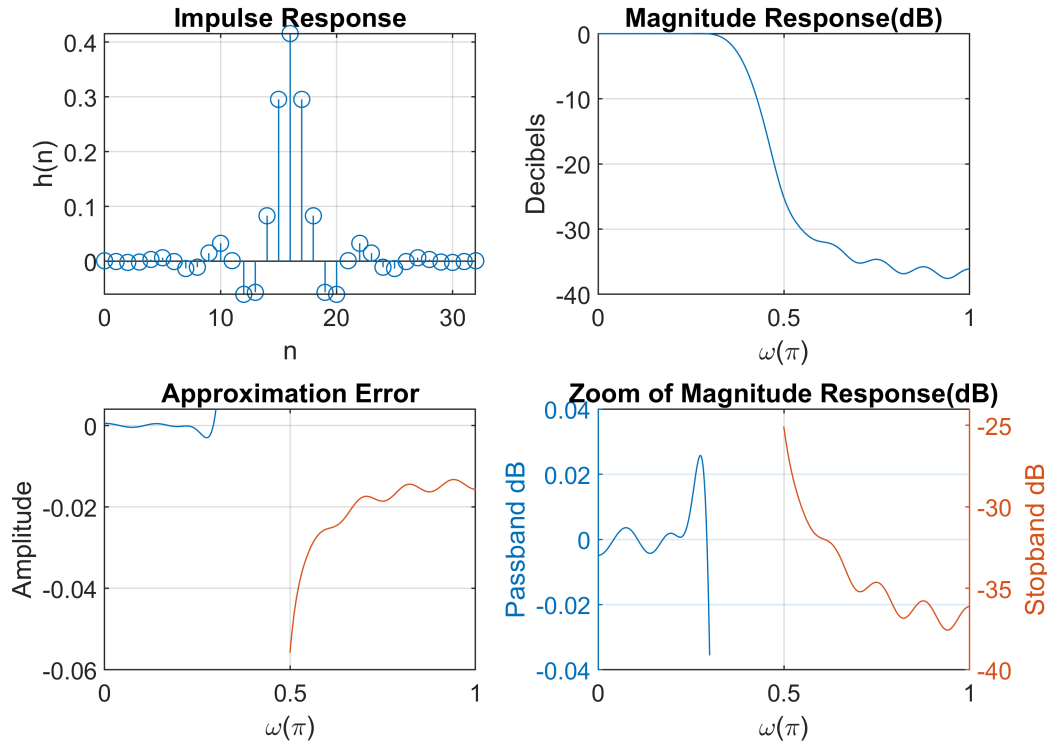 Impulse Response
0.4
0.3
0.2
0.1
0
h(n)
0 10 20 30
n
Magnitude Response(dB)
0
-10
-20
-30
-40
Decibels
0 0.5 1
ω(π)
Approximation Error
0
-0.02
-0.04
-0.06
Amplitude
0 0.5 1
ω(π)
Zoom of Magnitude Response(dB)
0.04
0.02
0
-0.02
-0.04
Passband dB
-25
-30
-35
-40
Stopband dB
0 0.5 1
ω(π)